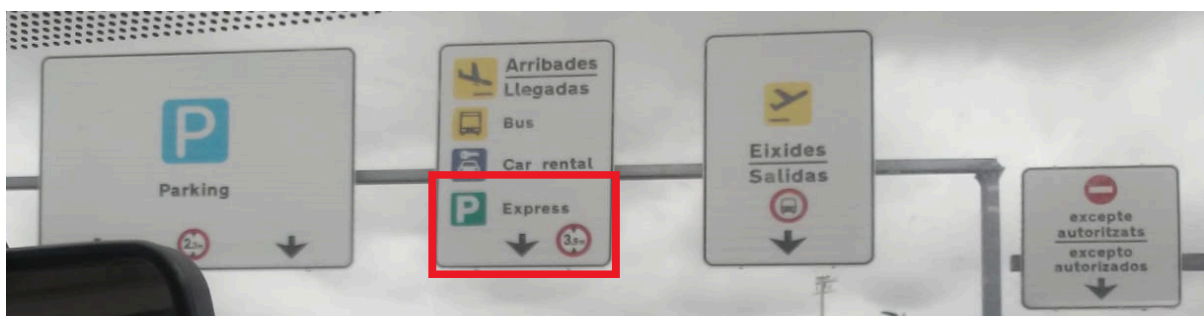 P
Parking
2,5m
Arribades
Llegadas
Bus
Car rental
P Express
3,5m
Eixides
Salidas
excepte
autoritzats
excepto
autorizados